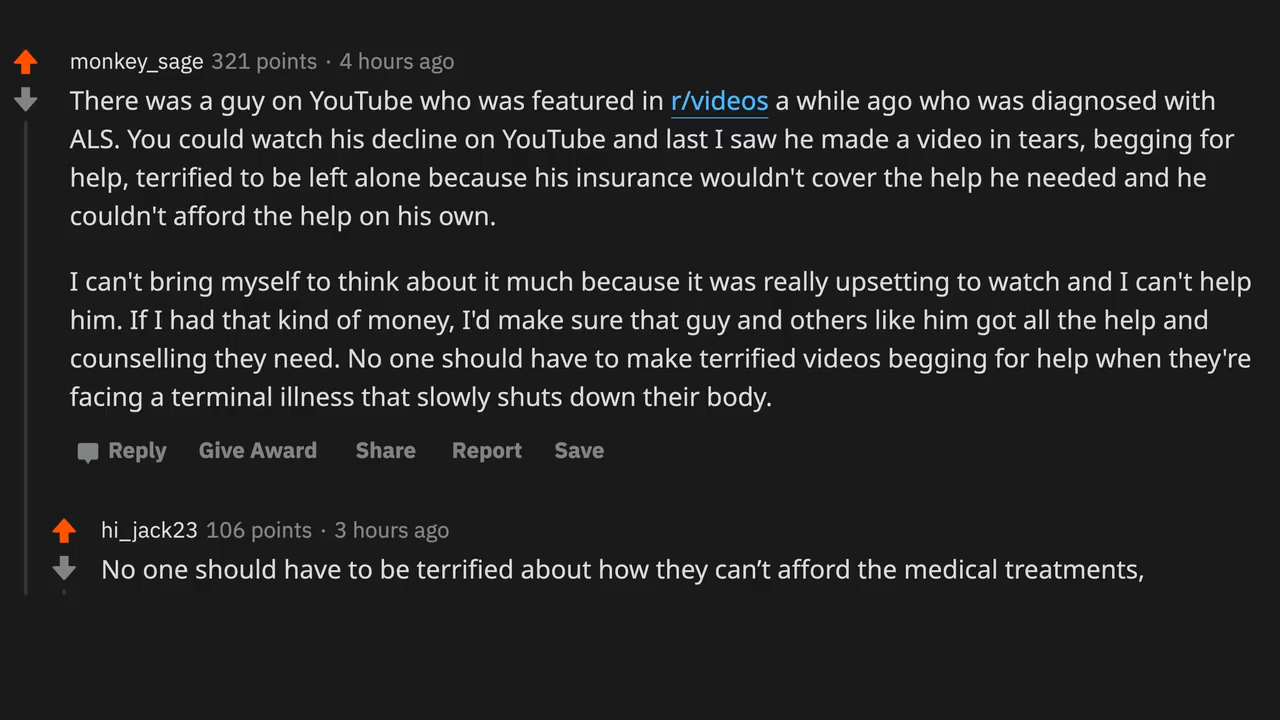 monkey_sage 321 points · 4 hours ago
There was a guy on YouTube who was featured in r/videos a while ago who was diagnosed with
ALS. You could watch his decline on YouTube and last I saw he made a video in tears, begging for
help, terrified to be left alone because his insurance wouldn't cover the help he needed and he
couldn't afford the help on his own.
I can't bring myself to think about it much because it was really upsetting to watch and I can't help
him. If I had that kind of money, I'd make sure that guy and others like him got all the help and
counselling they need. No one should have to make terrified videos begging for help when they're
facing a terminal illness that slowly shuts down their body.
Reply Give Award Share Report Save
hi_jack23 106 points · 3 hours ago
No one should have to be terrified about how they can’t afford the medical treatments,